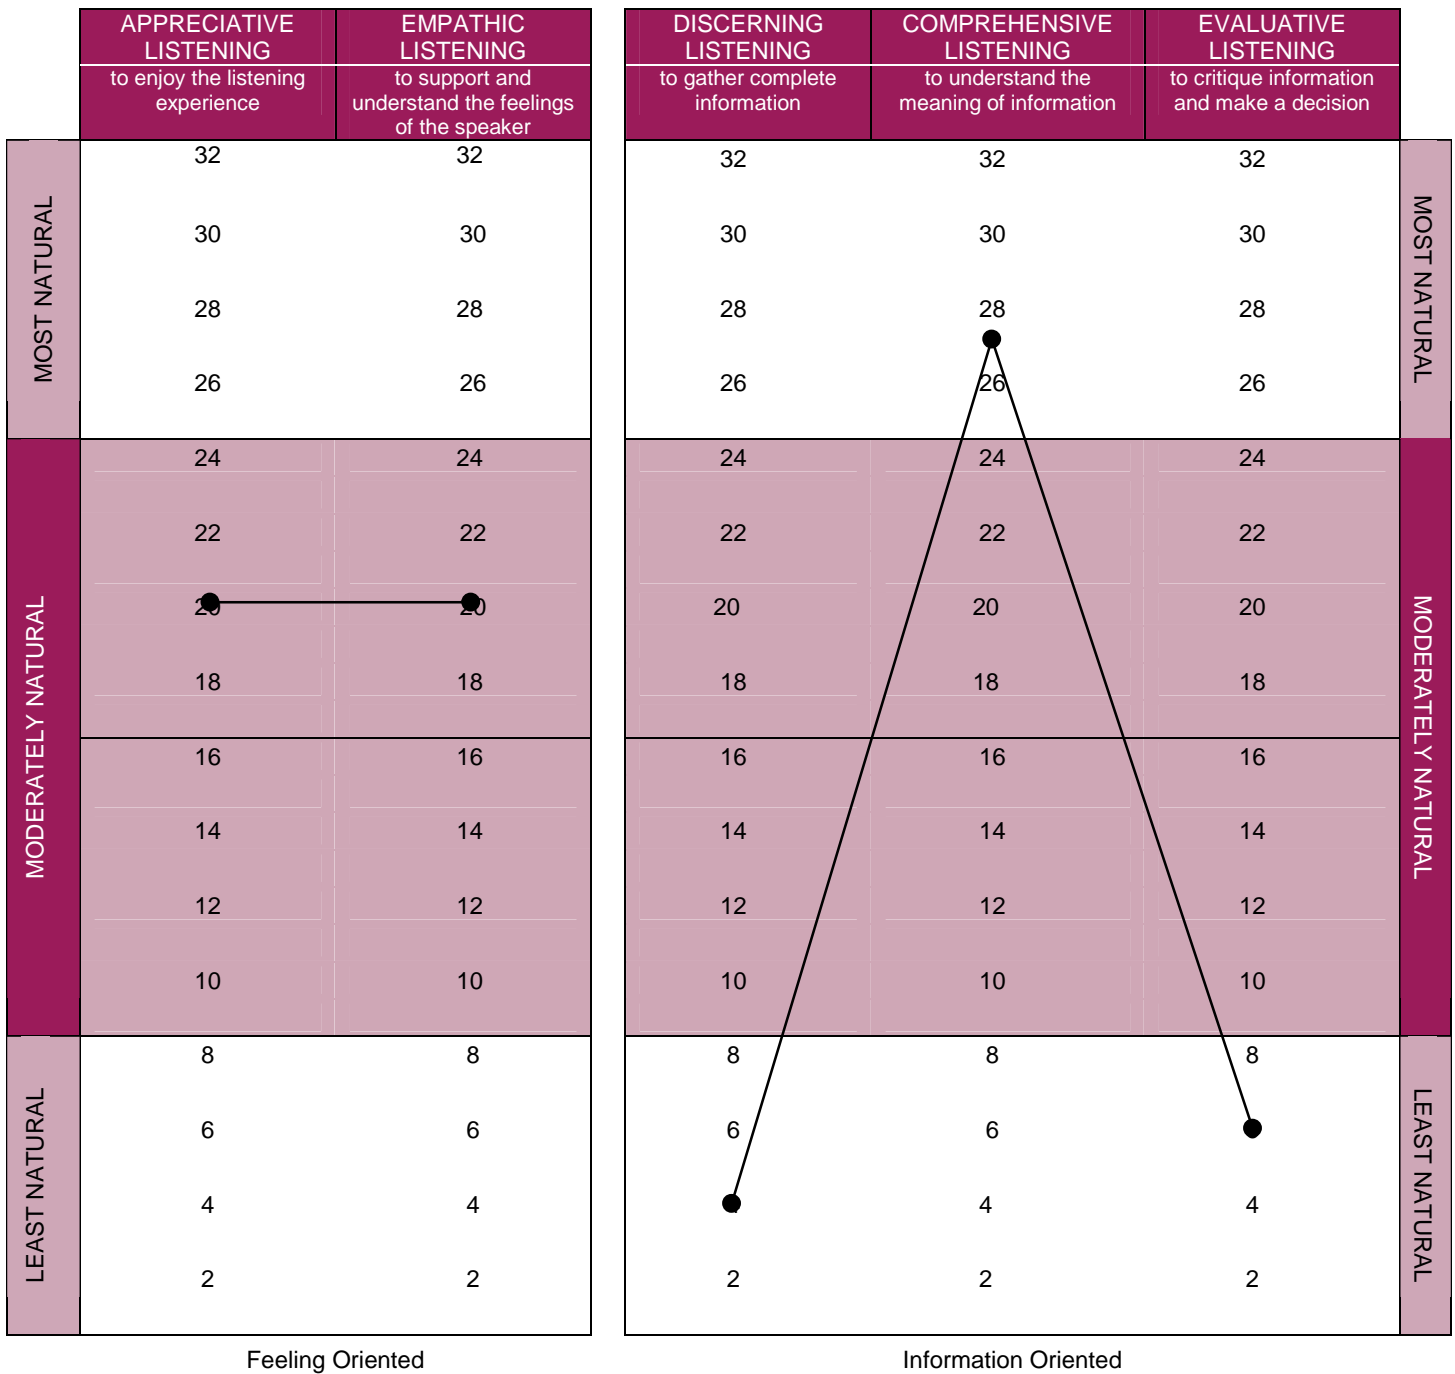 APPRECIATIVE LISTENING
to enjoy the listening experience
EMPATHIC LISTENING
to support and understand the feelings of the speaker
DISCERNING LISTENING
to gather complete information
COMPREHENSIVE LISTENING
to understand the meaning of information
EVALUATIVE LISTENING
to critique information and make a decision
MOST NATURAL
MODERATELY NATURAL
LEAST NATURAL
32 32 32 32 32
30 30 30 30 30
28 28 28 28 28
26 26 26 26 26
24 24 24 24 24
22 22 22 22 22
20 20 20 20 20
18 18 18 18 18
16 16 16 16 16
14 14 14 14 14
12 12 12 12 12
10 10 10 10 10
8 8 8 8 8
6 6 6 6
4 4 4 4
2 2 2 2 2
MOST NATURAL
MODERATELY NATURAL
LEAST NATURAL
Feeling Oriented
Information Oriented